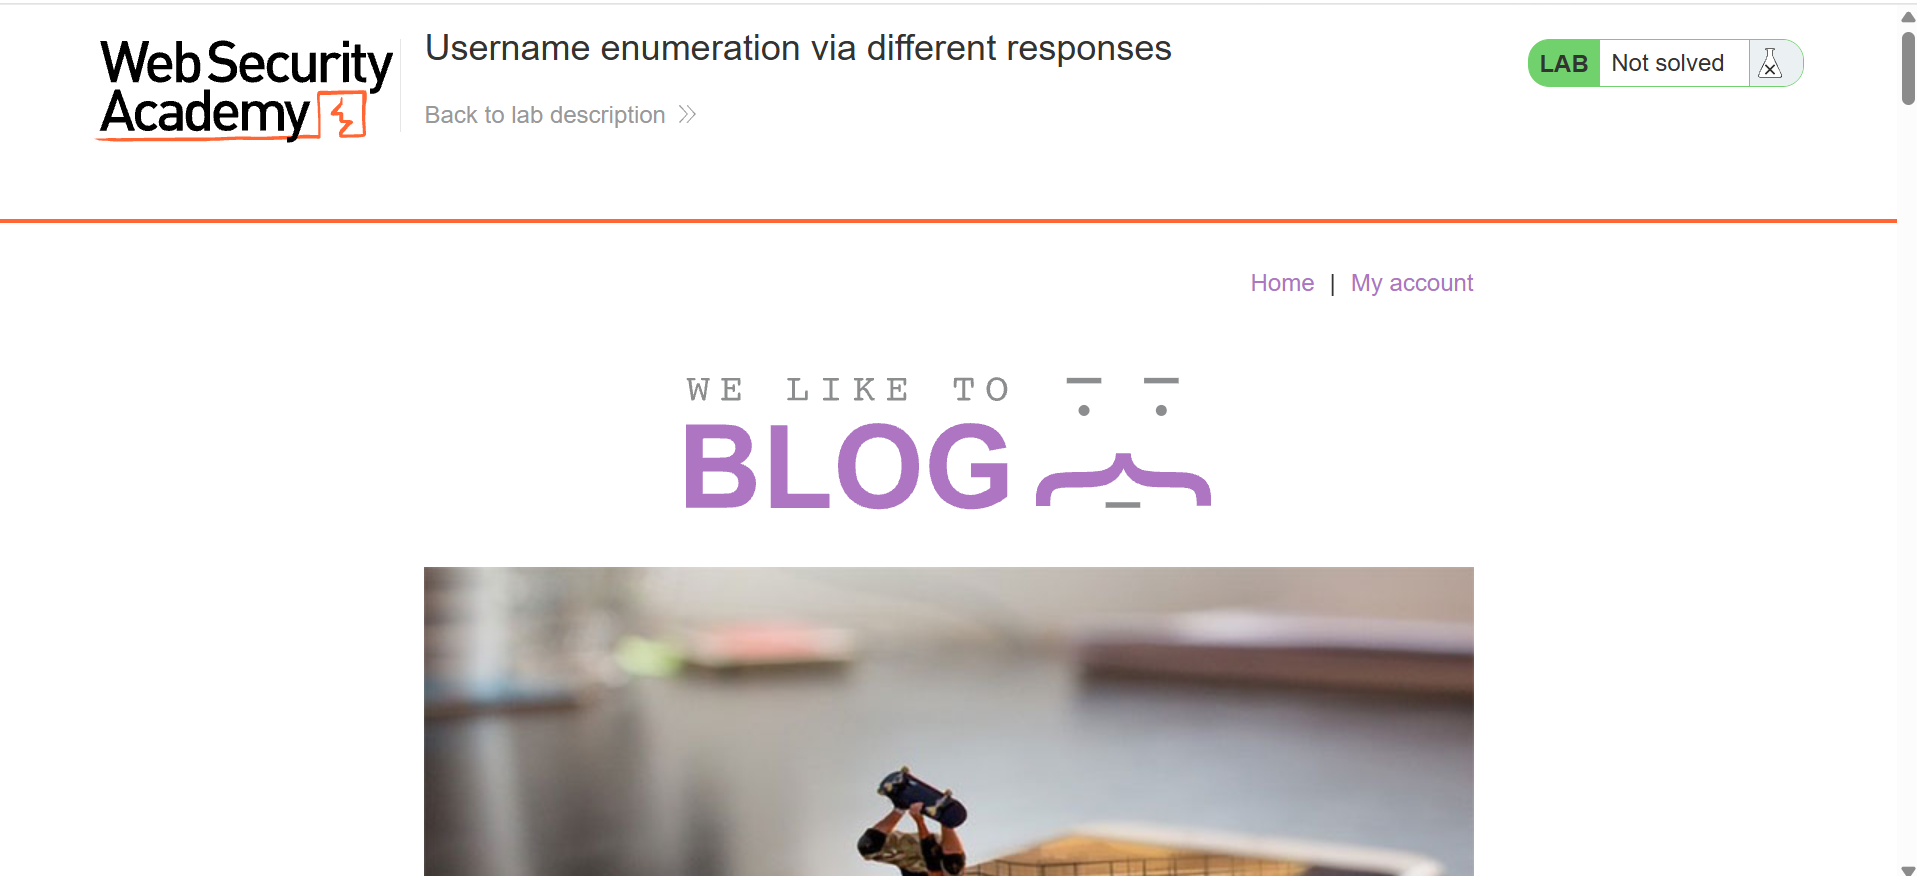 Web Security
Academy
Username enumeration via different responses
Back to lab description
LAB Not solved
Home | My account
WE LIKE TO
BLOG